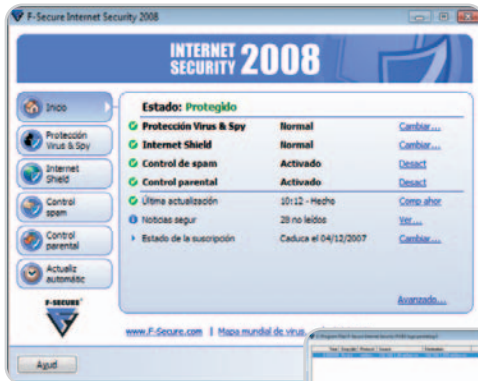 F-Secure Internet Security 2008
INTERNET
SECURITY 2008
Inicio
Protección
Virus & Spy
Internet
Shield
Control
spam
Control
parental
Actualiz
automátic
F-SECURE
Estado: Protegido
Protección Virus & Spy Normal Cambiar...
Internet Shield Normal Cambiar...
Control de spam Activado Desact
Control parental Activado Desact
Última actualización 10:12 - Hecho Comp ahor
Noticias segur 28 no leídos Ver...
Estado de la suscripción Caduca el 04/12/2007 Cambiar...
Avanzado...
www.F-Secure.com | Mapa mundial de virus
Ayud